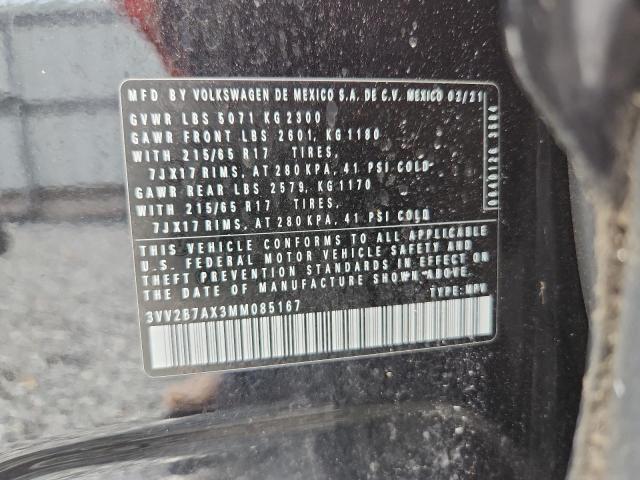 MFD. BY VOLKSWAGEN DE MEXICO S.A. DE C.V. MEXICO 03/21
GVWR LBS 5071 KG 2300
GAWR FRONT LBS 2601, KG 1180
WITH 215/65 R17 TIRES,
7JX17 RIMS, AT 280 KPA, 41 PSI COLD
GAWR REAR LBS 2579, KG 1170
WITH 215/65 R17 TIRES,
7JX17 RIMS, AT 280 KPA, 41 PSI COLD
THIS VEHICLE CONFORMS TO ALL APPLICABLE
U.S. FEDERAL MOTOR VEHICLE SAFETY AND
THEFT PREVENTION STANDARDS IN EFFECT ON
THE DATE OF MANUFACTURE SHOWN ABOVE.
TYPE: MPV
3VV2B7AX3MM085167